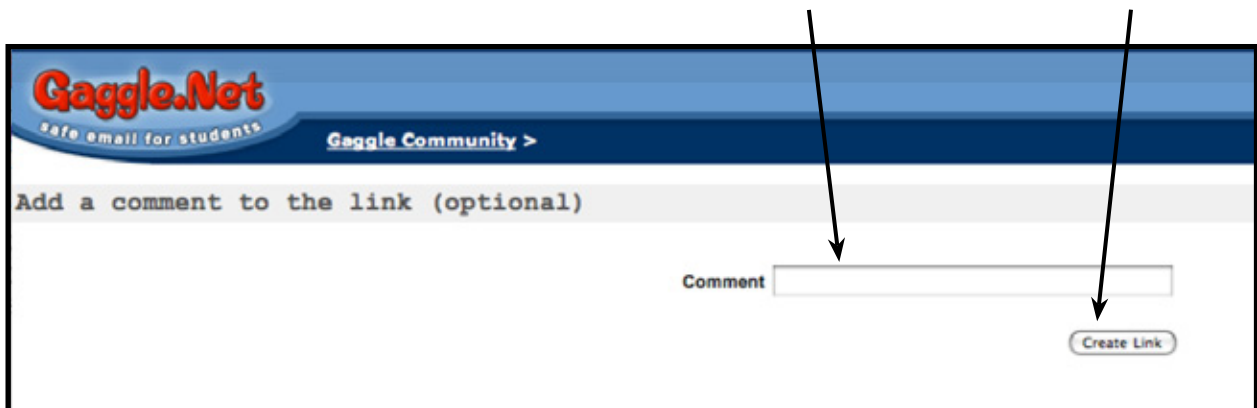 Gaggle.Net
safe email for students
Gaggle Community >
Add a comment to the link (optional)
Comment
Create Link